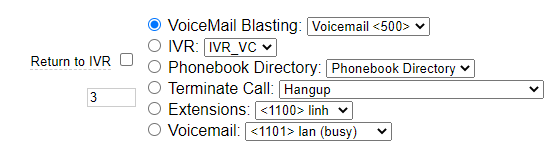 VoiceMail Blasting: Voicemail <500>
IVR: IVR_VC
Return to IVR
Phonebook Directory: Phonebook Directory
3
Terminate Call: Hangup
Extensions: <1100> linh
Voicemail: <1101> lan (busy)